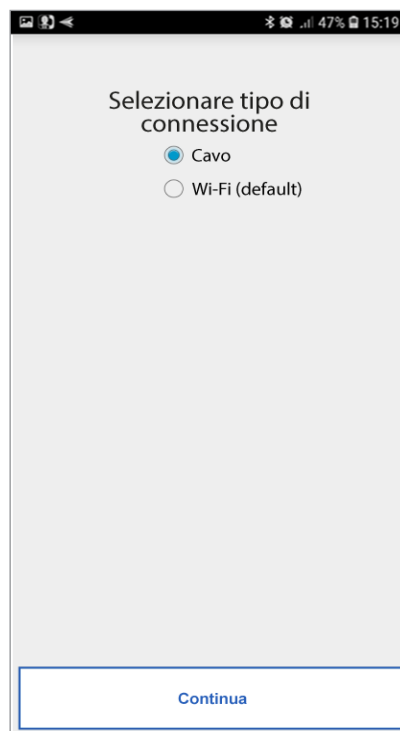 47% 15:19
Selezionare tipo di
connessione
Cavo
Wi-Fi (default)
Continua